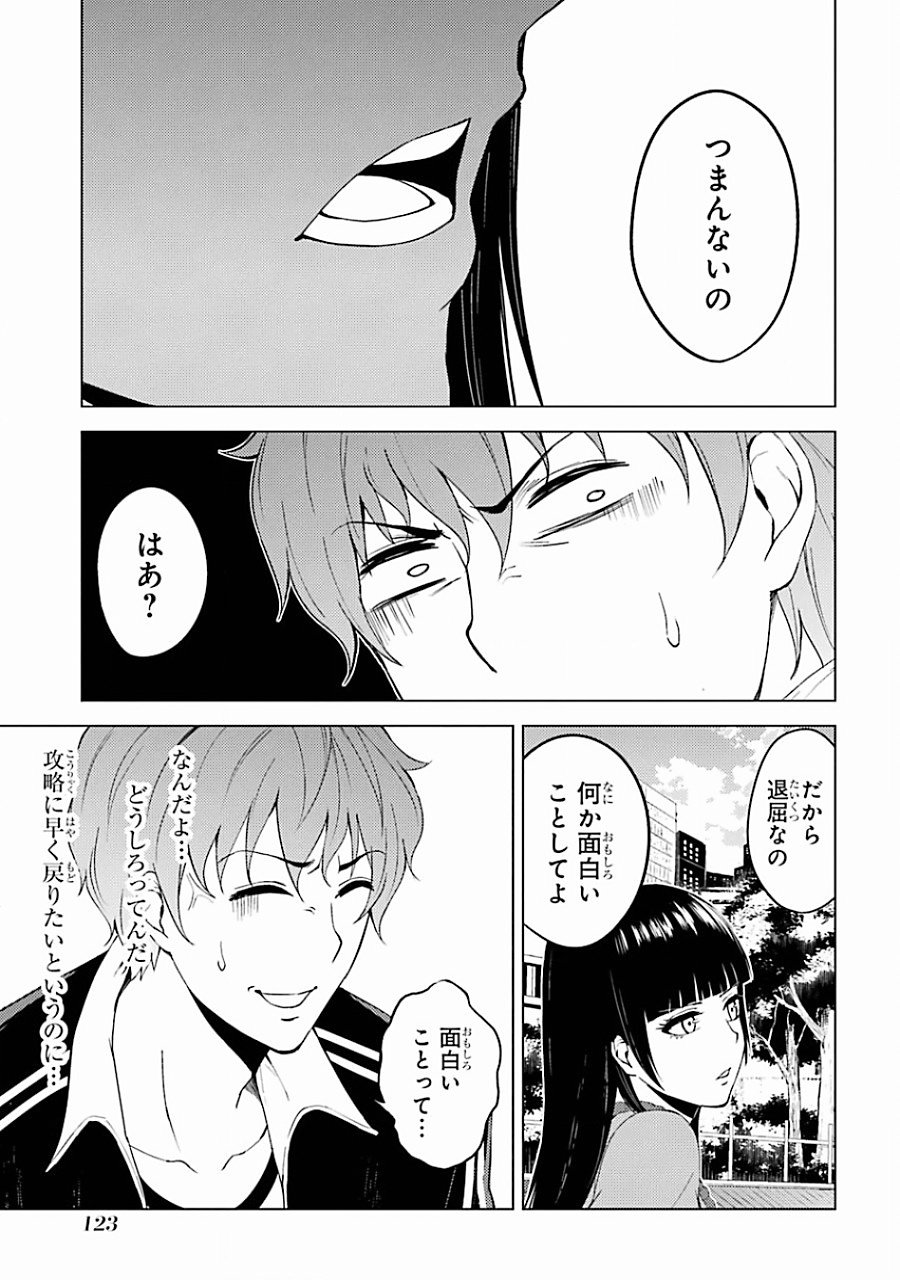 つまんないの
はあ？
だから
退屈なの
何か面白い
ことしてよ
面白い
ことって…
なんだよ…
どうしろってんだ
攻略に早く戻りたいというのに…
123